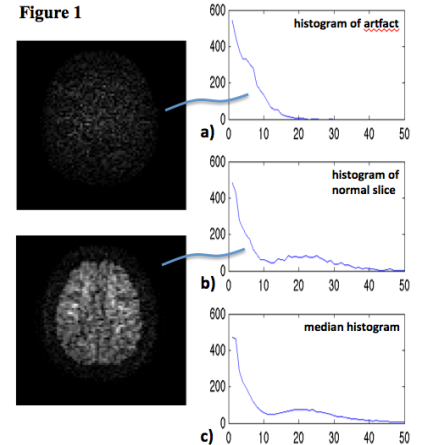 Figure 1
histogram of artfact
600
400
200
0
0 10 20 30 40 50
a)
histogram of
normal slice
600
400
200
0
0 10 20 30 40 50
b)
median histogram
600
400
200
0
0 10 20 30 40 50
c)